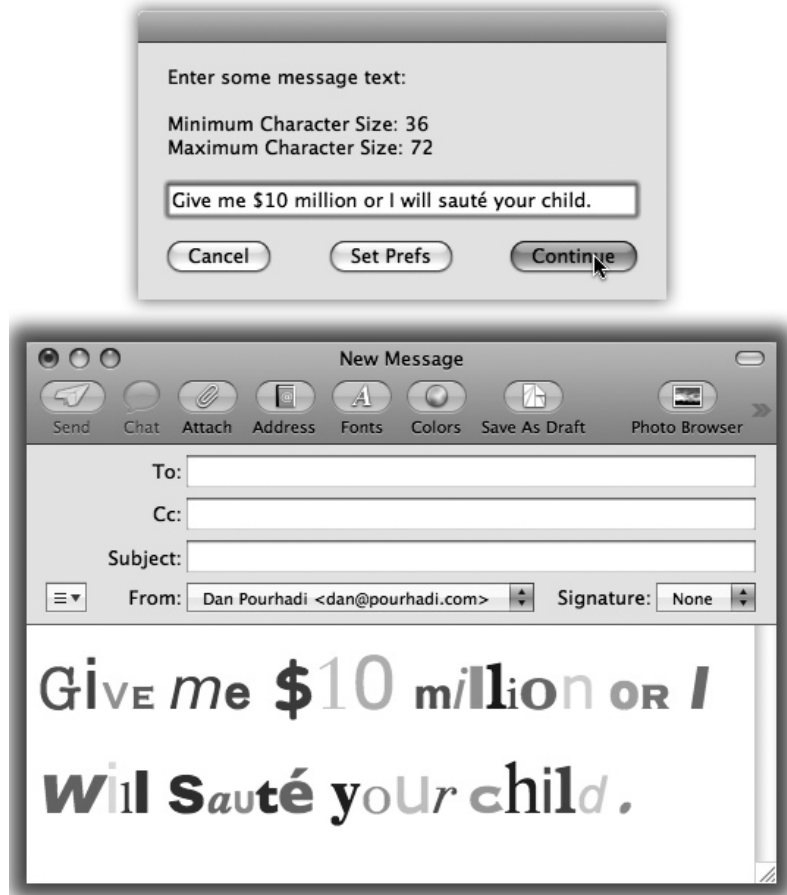 Enter some message text:
Minimum Character Size: 36
Maximum Character Size: 72
Give me $10 million or I will sauté your child.
Cancel Set Prefs Continue
New Message
Send Chat Attach Address Fonts Colors Save As Draft Photo Browser
To:
Cc:
Subject:
From: Dan Pourhadi <dan@pourhadi.com> Signature: None
Give me $10 million or I
will sauté your child.